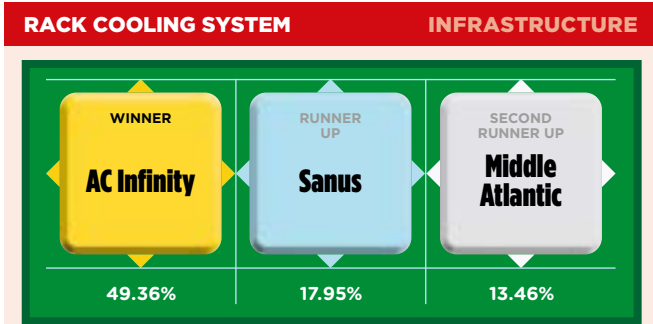 RACK COOLING SYSTEM
INFRASTRUCTURE
WINNER
AC Infinity
49.36%
RUNNER
UP
Sanus
17.95%
SECOND
RUNNER UP
Middle
Atlantic
13.46%